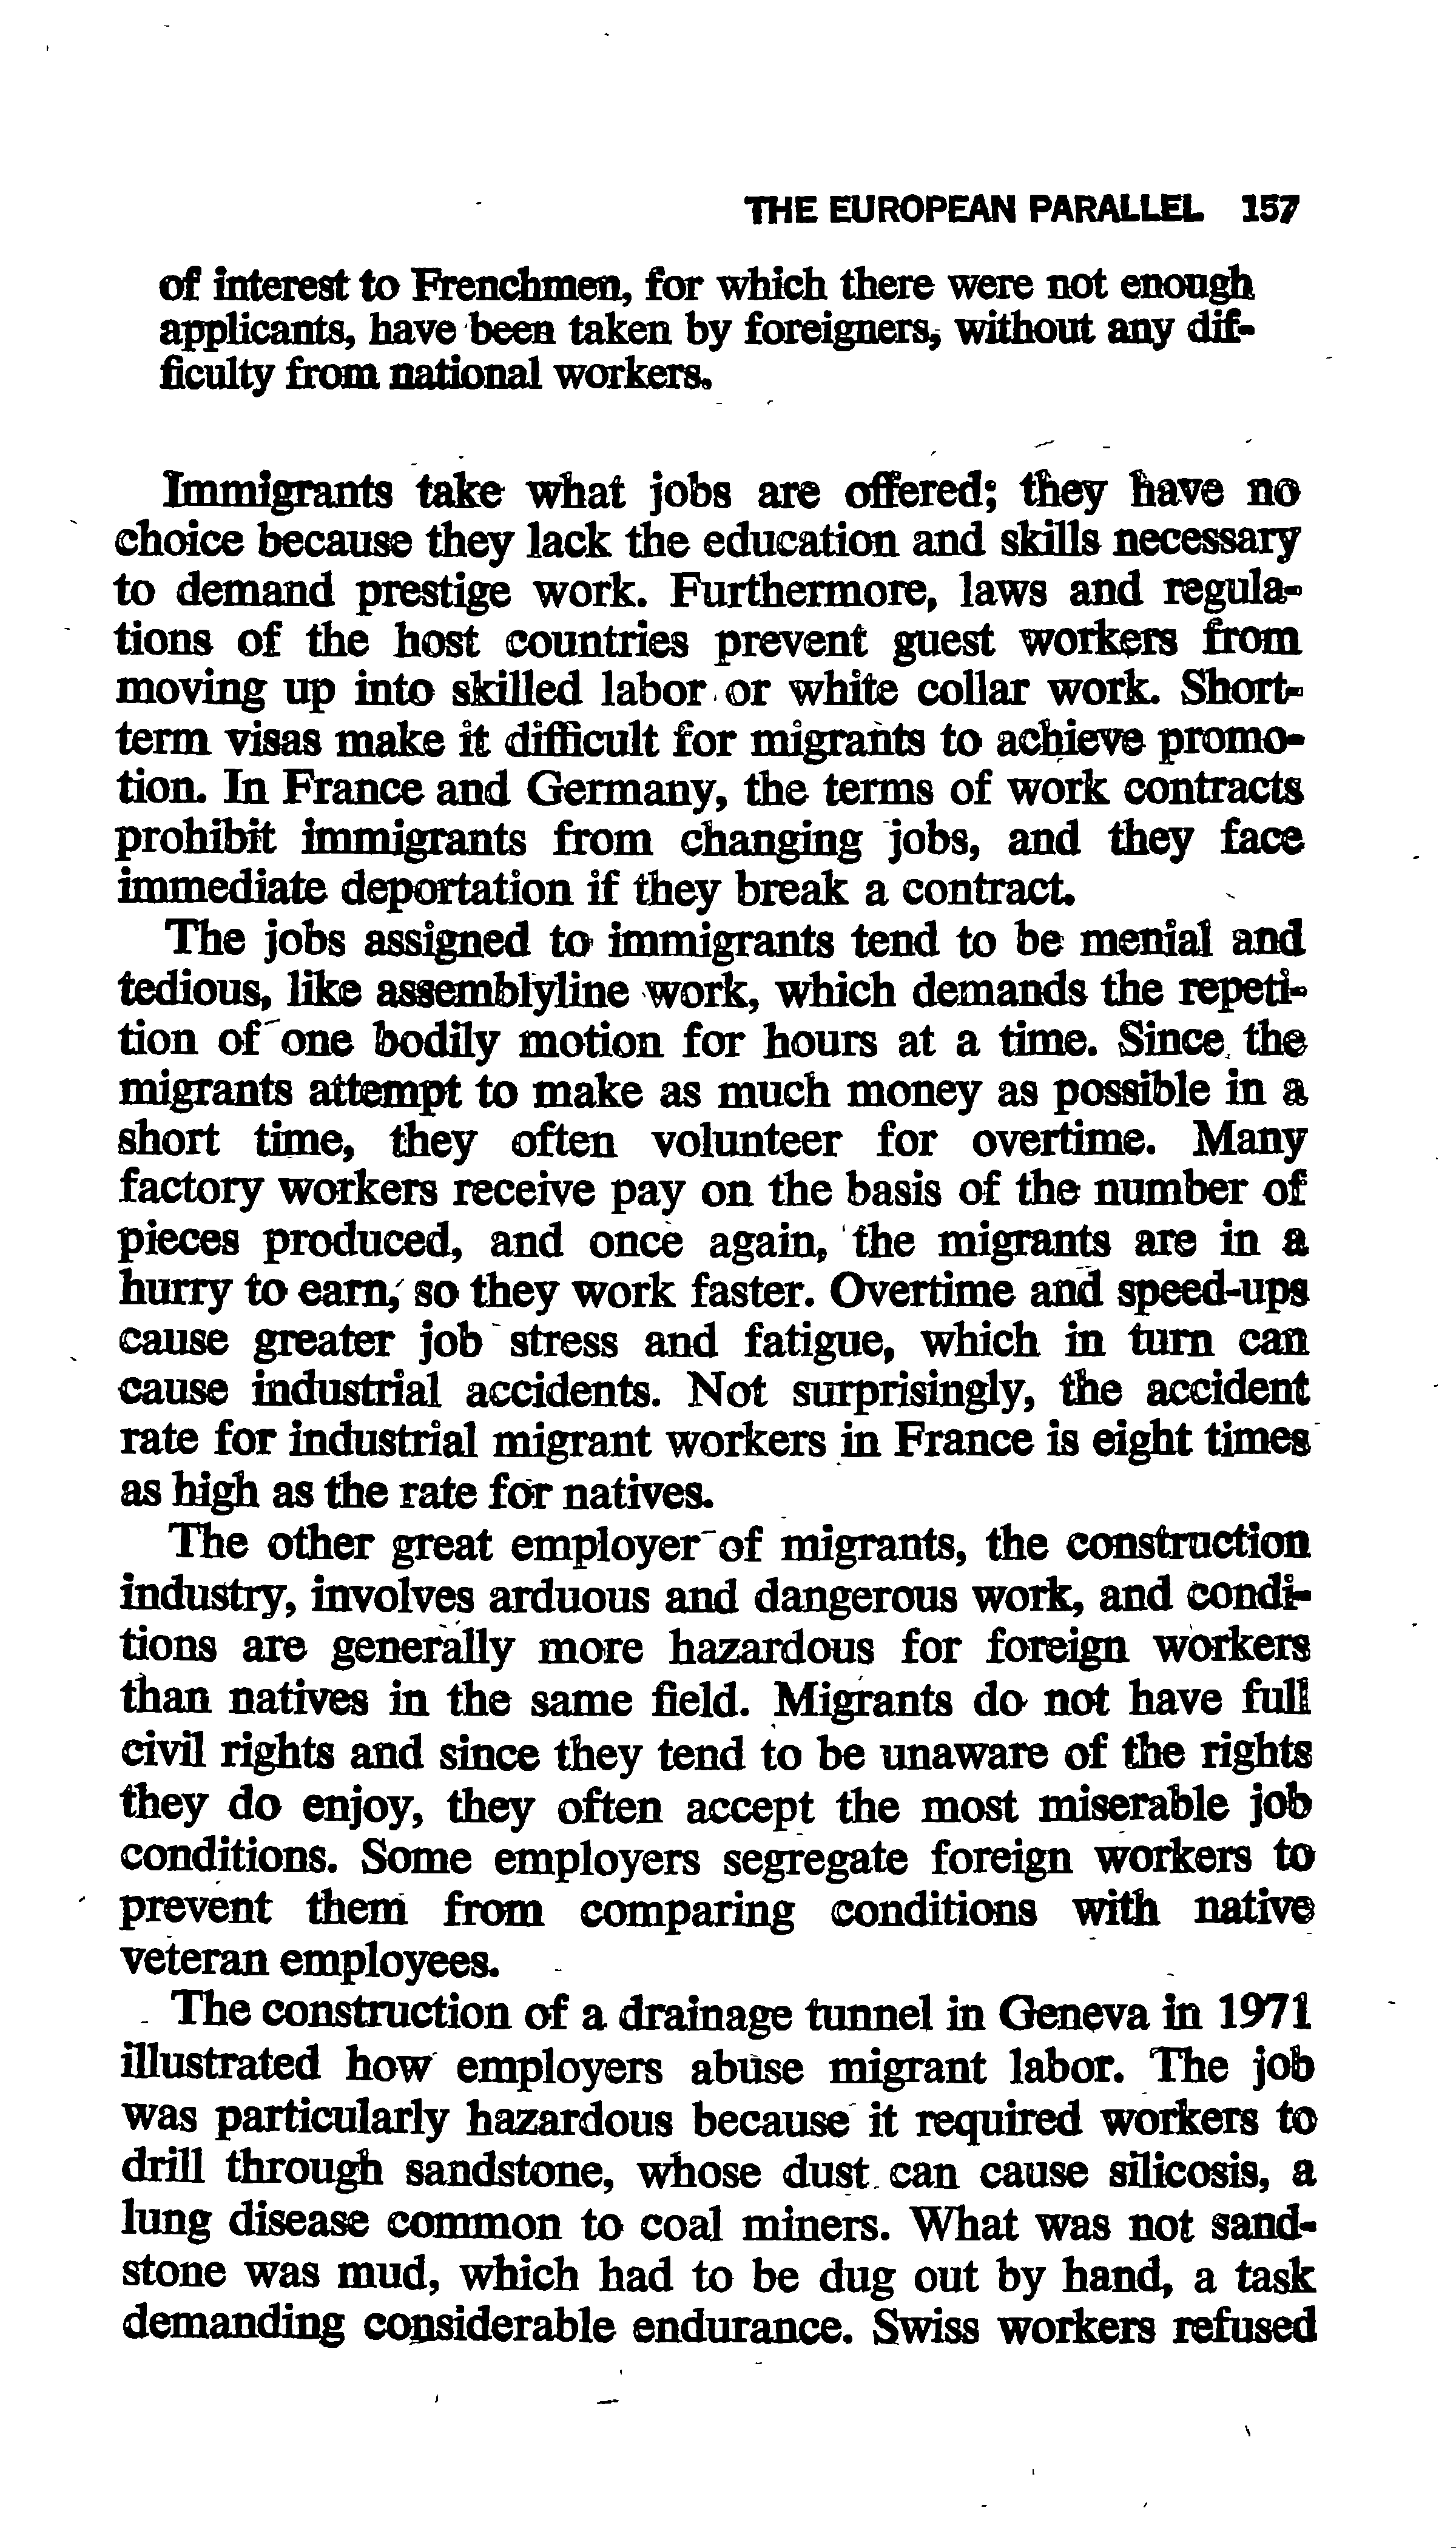 THE EUROPEAN PARALLEL 157
of interest to Frenchmen, for which there were not enough
applicants, have been taken by foreigners, without any dif-
ficulty from national workers.
Immigrants take what jobs are offered; they have no
choice because they lack the education and skills necessary
to demand prestige work. Furthermore, laws and regula-
tions of the host countries prevent guest workers from
moving up into skilled labor or white collar work. Short-
term visas make it difficult for migrants to achieve promo-
tion. In France and Germany, the terms of work contracts
prohibit immigrants from changing jobs, and they face
immediate deportation if they break a contract.
The jobs assigned to immigrants tend to be menial and
tedious, like assemblyline work, which demands the repeti-
tion of one bodily motion for hours at a time. Since the
migrants attempt to make as much money as possible in a
short time, they often volunteer for overtime. Many
factory workers receive pay on the basis of the number of
pieces produced, and once again, the migrants are in a
hurry to earn, so they work faster. Overtime and speed-ups
cause greater job stress and fatigue, which in turn can
cause industrial accidents. Not surprisingly, the accident
rate for industrial migrant workers in France is eight times
as high as the rate for natives.
The other great employer of migrants, the construction
industry, involves arduous and dangerous work, and condi-
tions are generally more hazardous for foreign workers
than natives in the same field. Migrants do not have full
civil rights and since they tend to be unaware of the rights
they do enjoy, they often accept the most miserable job
conditions. Some employers segregate foreign workers to
prevent them from comparing conditions with native
veteran employees.
The construction of a drainage tunnel in Geneva in 1971
illustrated how employers abuse migrant labor. The job
was particularly hazardous because it required workers to
drill through sandstone, whose dust can cause silicosis, a
lung disease common to coal miners. What was not sand-
stone was mud, which had to be dug out by hand, a task
demanding considerable endurance. Swiss workers refused